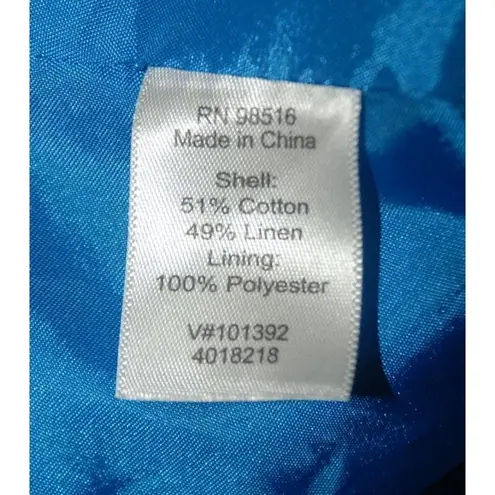 RN 98516
Made in China
Shell:
51% Cotton
49% Linen
Lining:
100% Polyester
V#101392
4018218